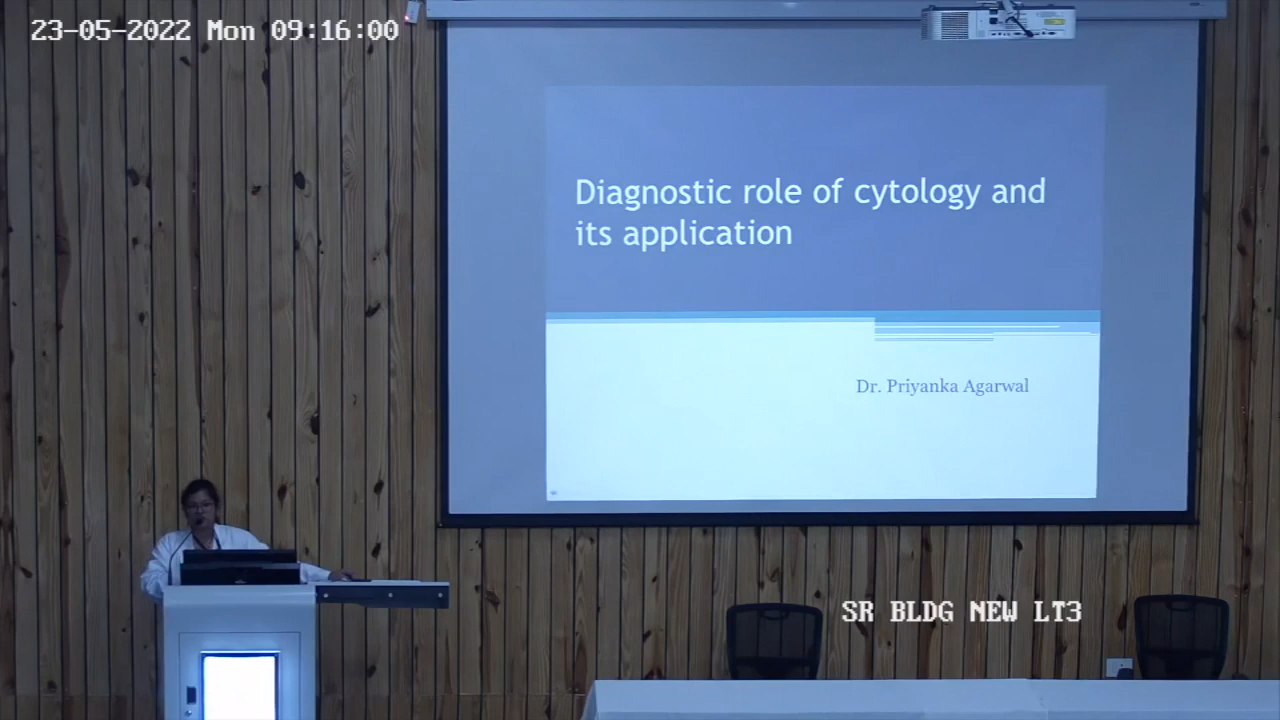 23-05-2022 Mon 09:16:00
Diagnostic role of cytology and
its application
Dr. Priyanka Agarwal
SR BLDG NEW LT3